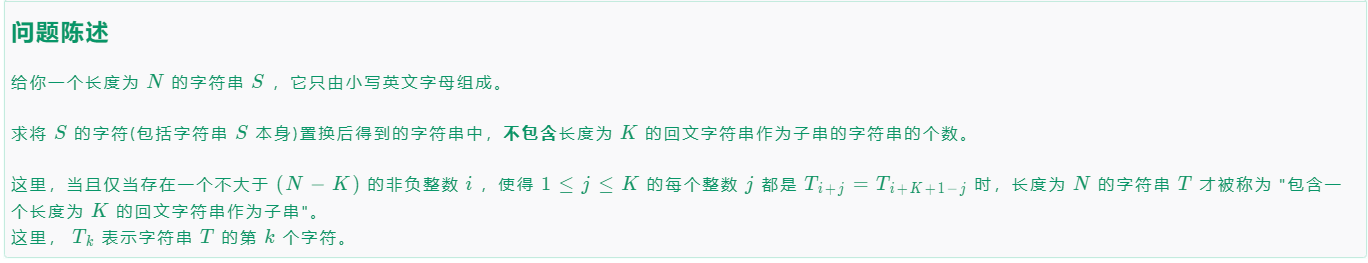 问题陈述
给你一个长度为 N 的字符串 S ，它只由小写英文字母组成。
求将 S 的字符(包括字符串 S 本身)置换后得到的字符串中，不包含长度为 K 的回文字符串作为子串的字符串的个数。
这里，当且仅当存在一个不大于 (N − K) 的非负整数 i ，使得 1 ≤ j ≤ K 的每个整数 j 都是 T_{i+j} = T_{i+K+1−j} 时，长度为 N 的字符串 T 才被称为 "包含一
个长度为 K 的回文字符串作为子串"。
这里， T_k 表示字符串 T 的第 k 个字符。